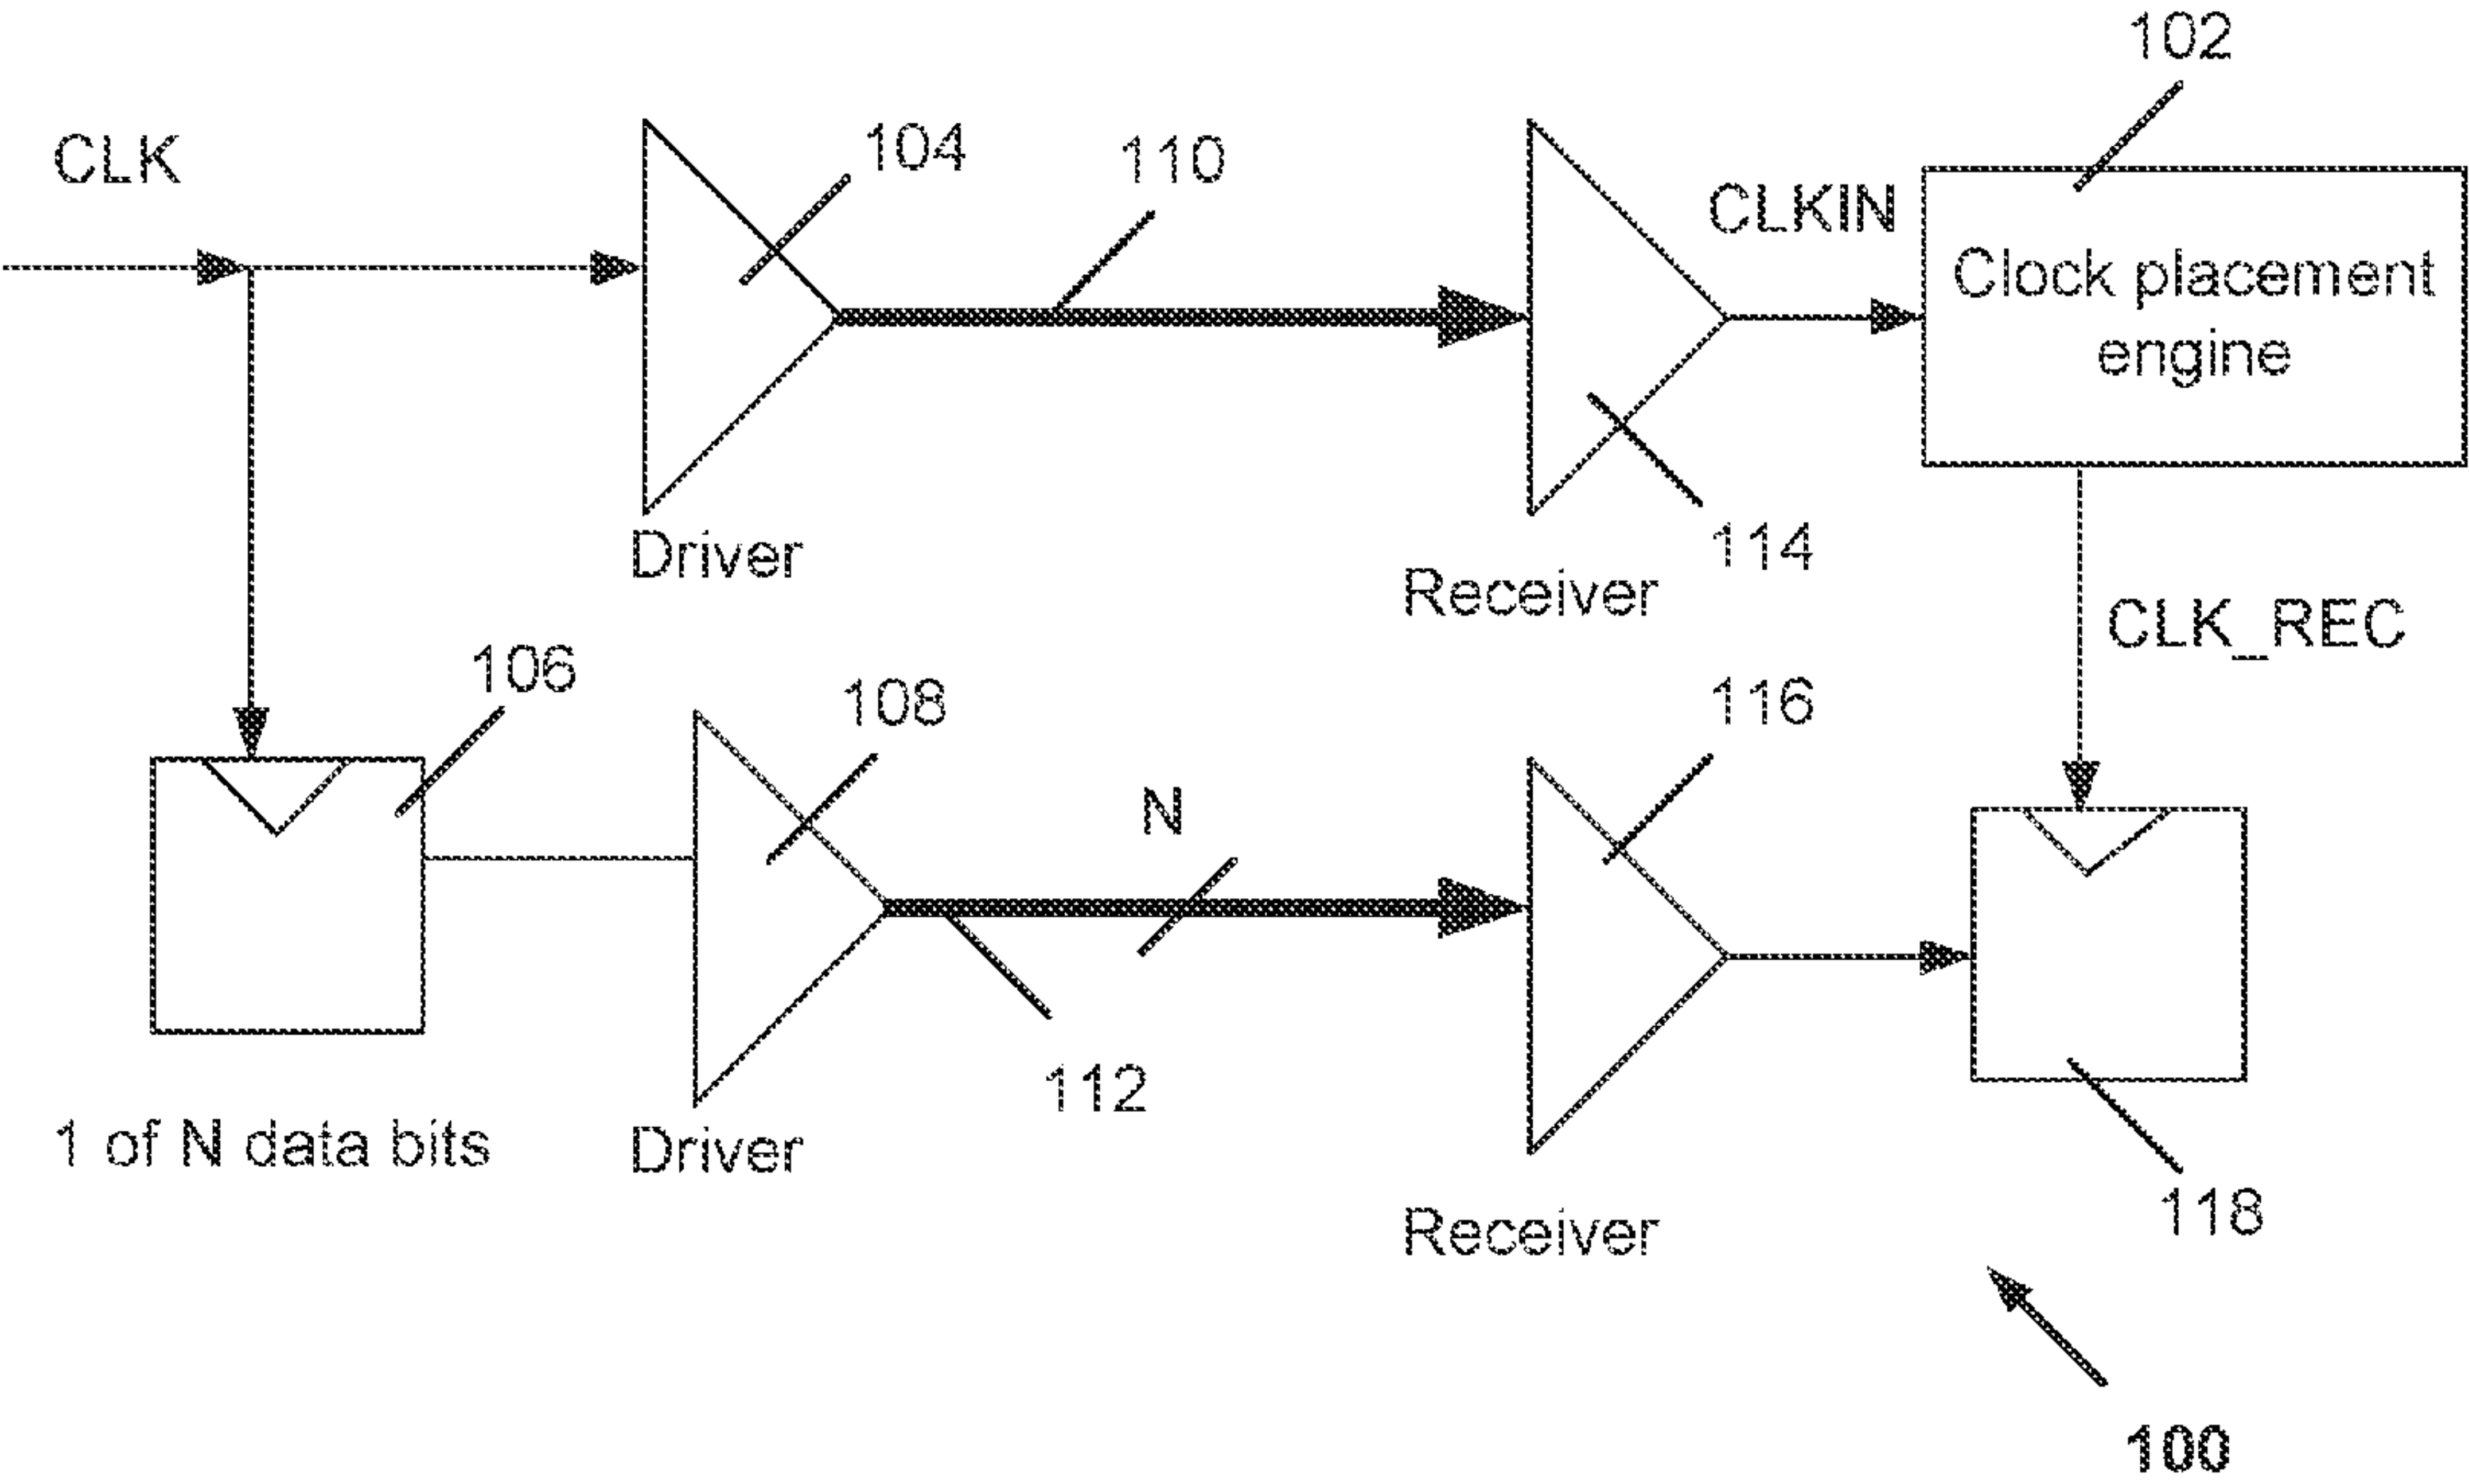 102
CLK
104
110
CLKIN
Clock placement
engine
Driver
114
Receiver
CLK_REC
106
108
116
N
112
1 of N data bits
Driver
118
Receiver
100